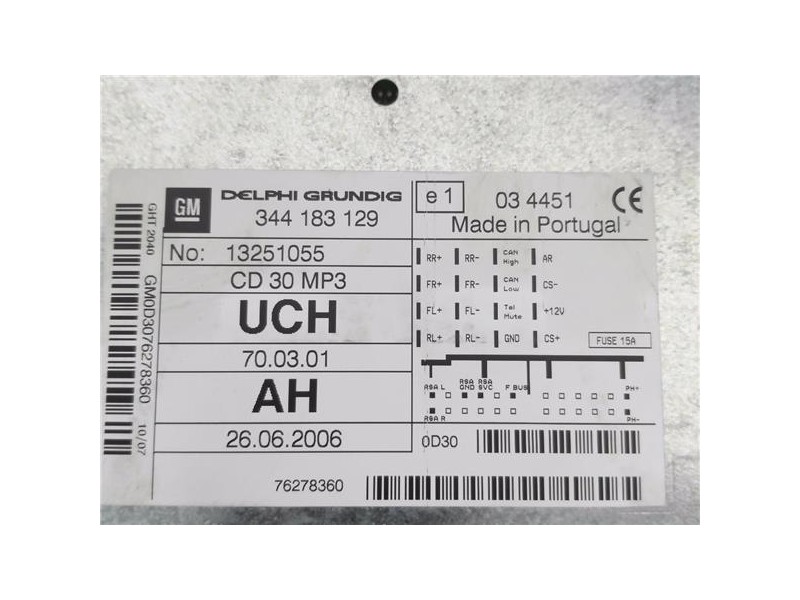 GM DELPHI GRUNDIG
344 183 129
e1 03 4451 CE
Made in Portugal
No: 13251055
CD 30 MP3
UCH
70.03.01
AH
26.06.2006
RR+ RR- CAN High AR
FR+ FR- CAN Low CS-
FL+ FL- Tel Mute +12V
RL+ RL- GND CS+
FUSE 15A
RSA L RSA GND RSA SVC F BUS PH+
RSA R PH-
0D30
76278360
GHT 2040
GM0D3076278360
10/07